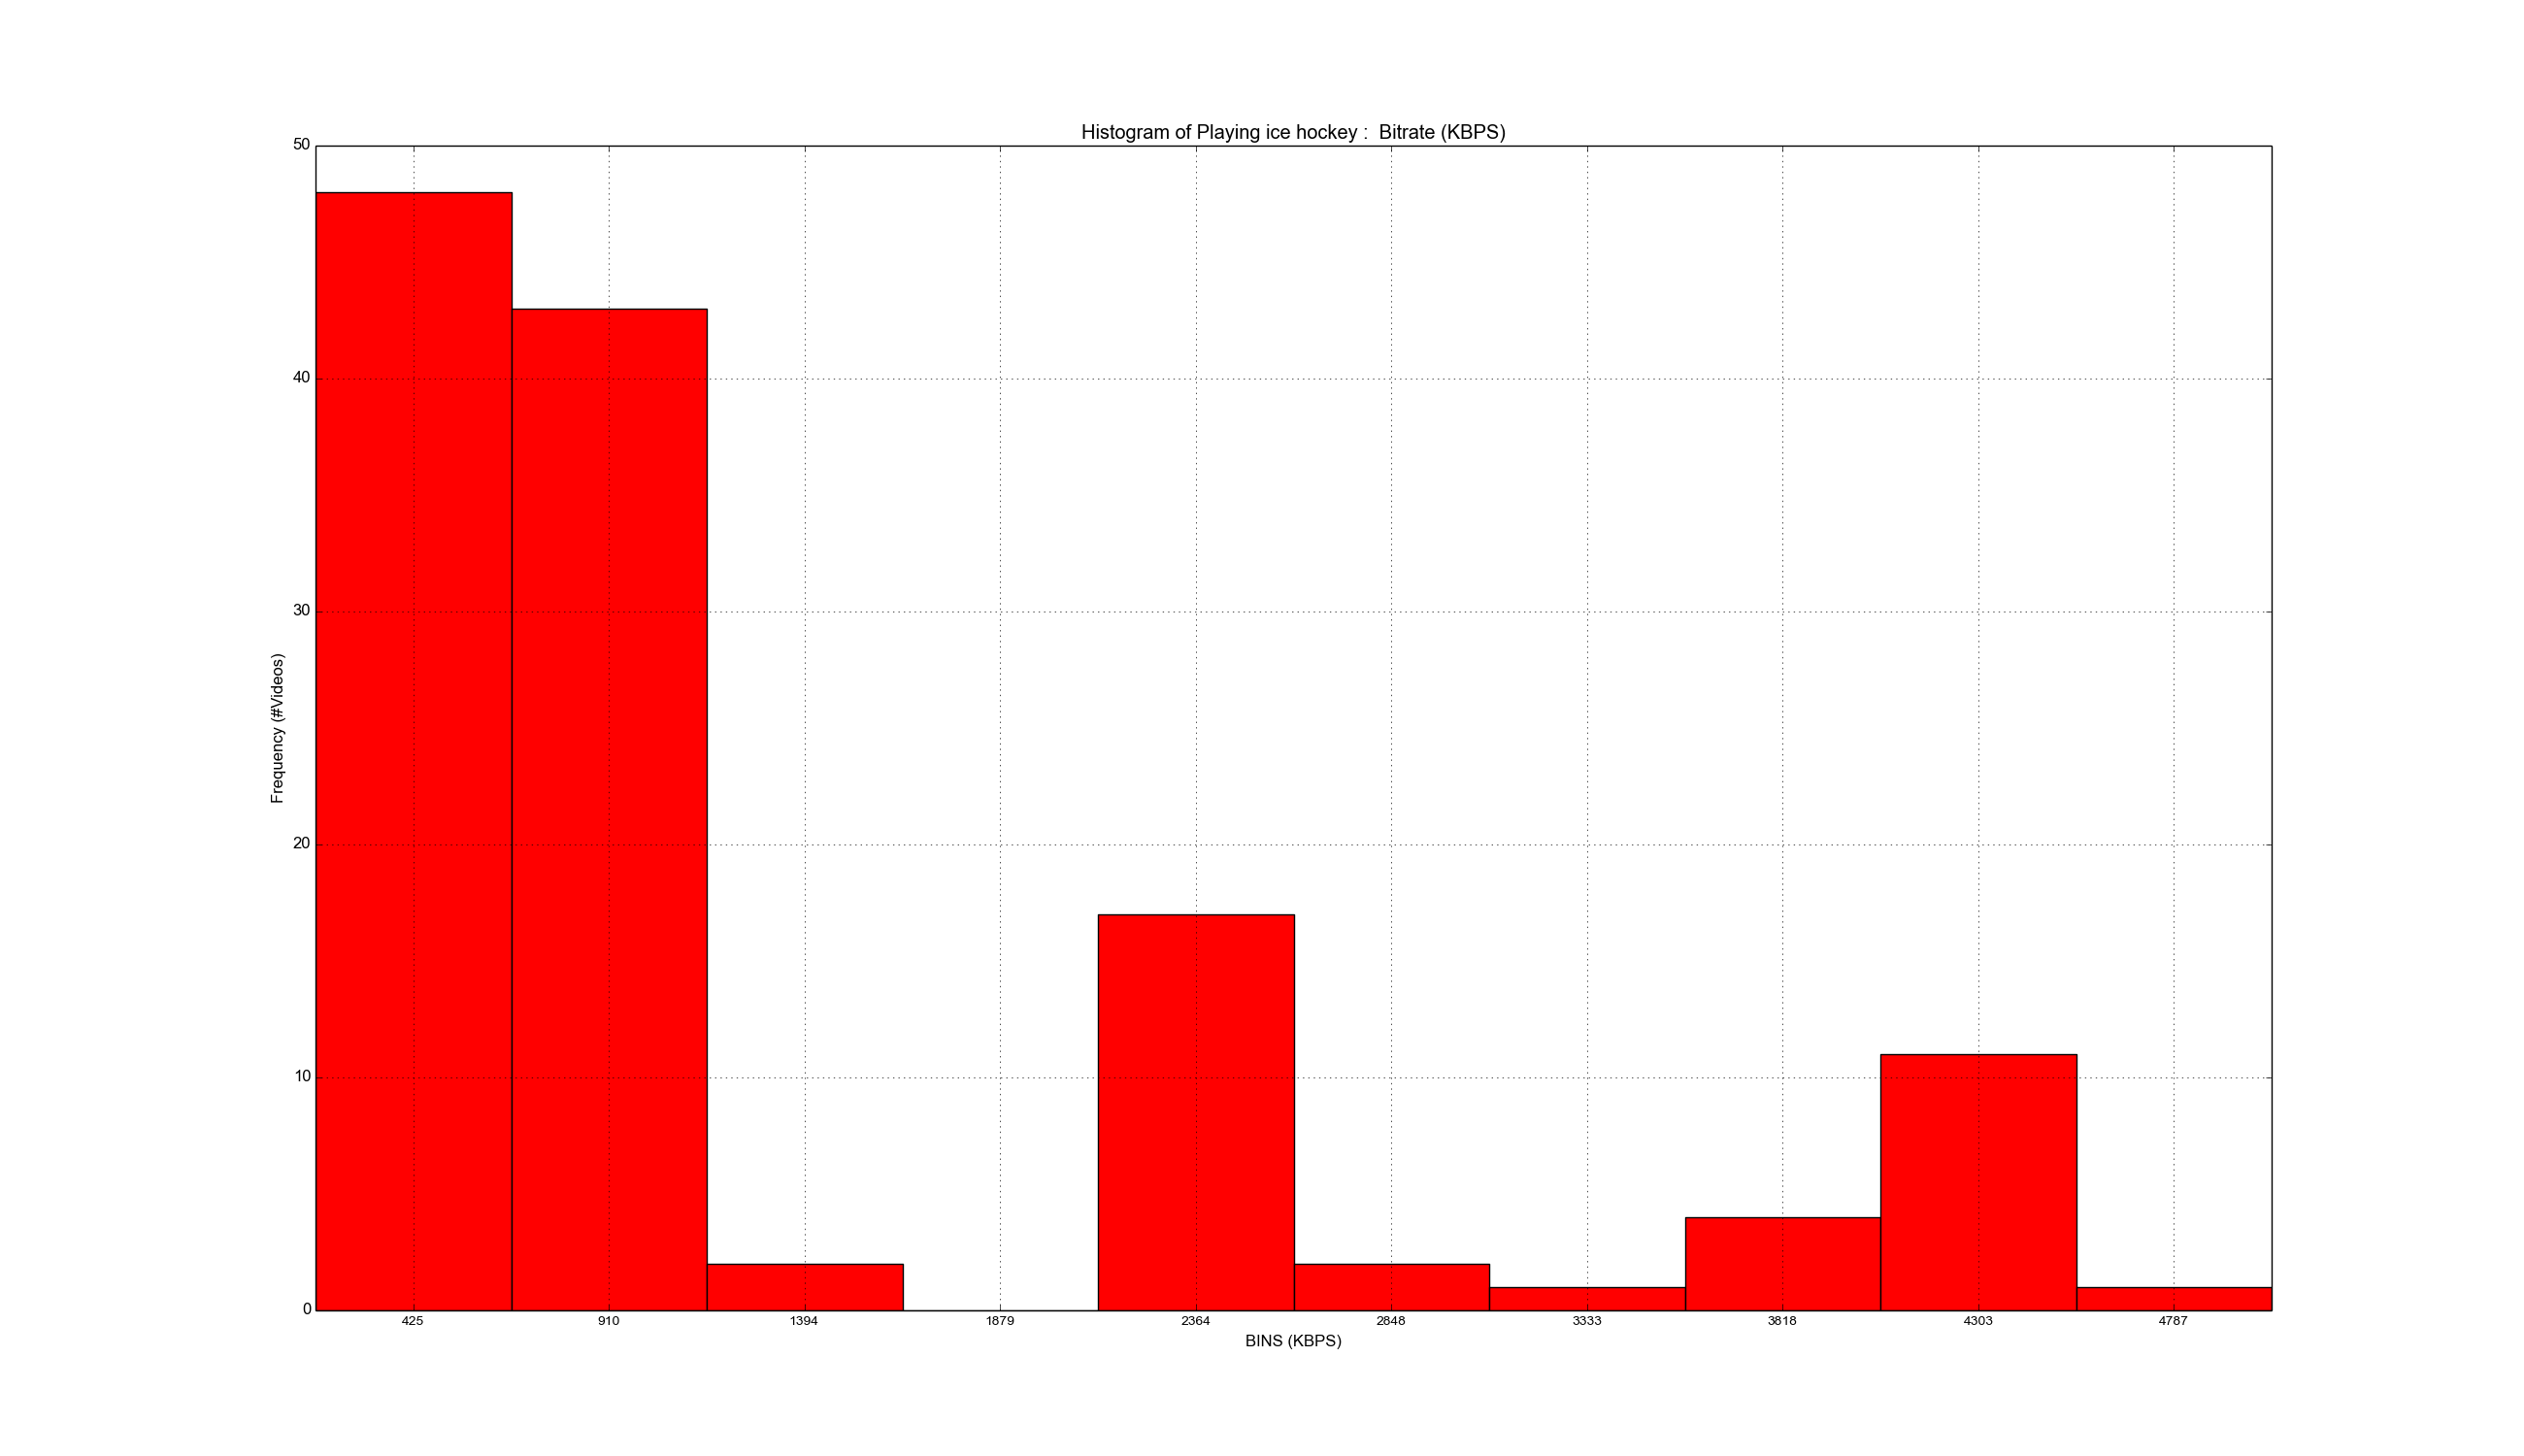 Histogram of Playing ice hockey :  Bitrate (KBPS)
50
40
30
20
10
0
Frequency (#Videos)
425 910 1394 1879 2364 2848 3333 3818 4303 4787
BINS (KBPS)